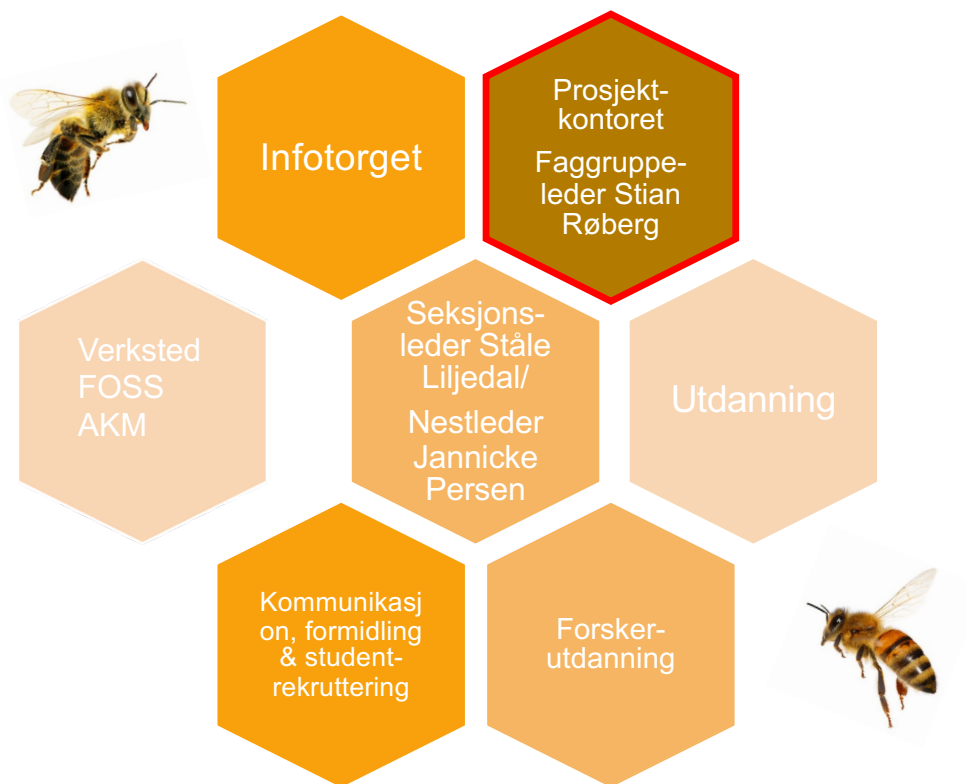 Infotorget
Prosjekt-
kontoret
Faggruppe-
leder Stian
Røberg
Verksted
FOSS
AKM
Seksjons-
leder Ståle
Liljedal/
Nestleder
Jannicke
Persen
Utdanning
Kommunikasj
on, formidling
& student-
rekruttering
Forsker-
utdanning